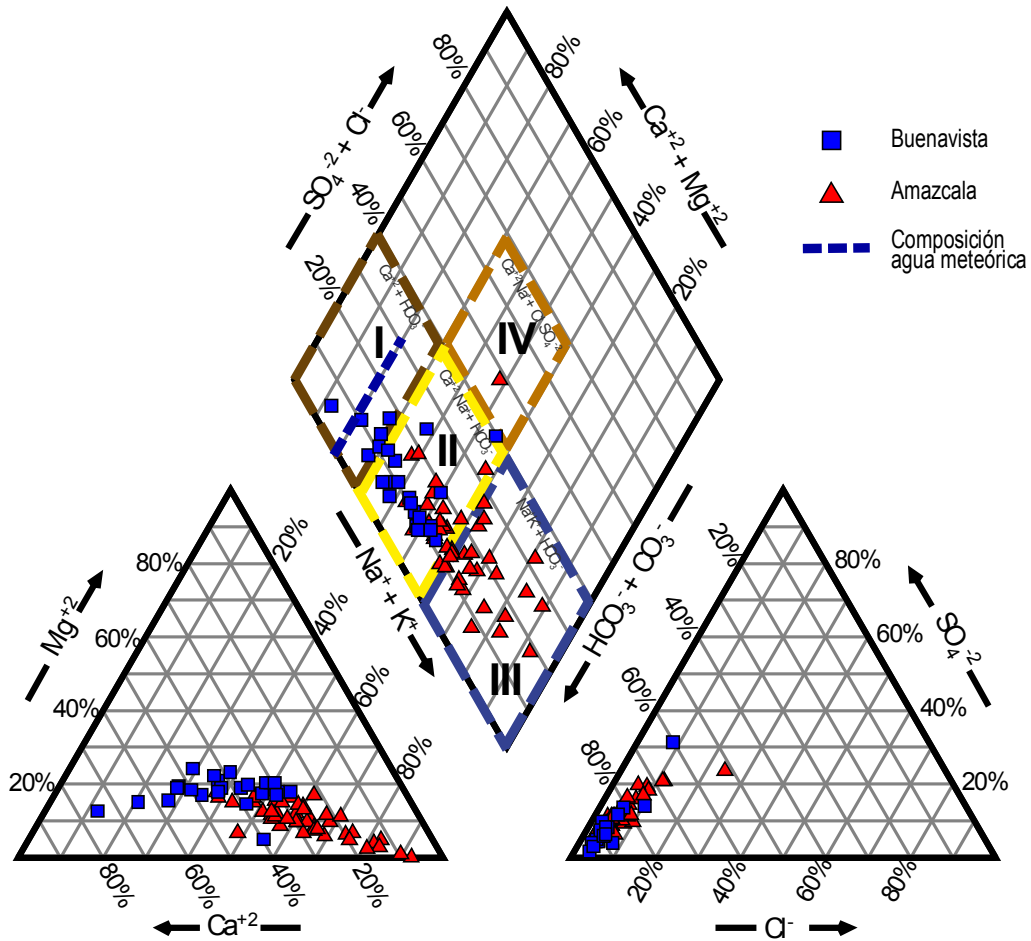 80%
80%
SO₄⁻² + Cl⁻
Ca⁺² + Mg⁺²
60%
60%
40%
40%
20%
20%
Buenavista
Amazcala
Composición
agua meteórica
I
II
III
IV
Ca⁺² + HCO₃⁻
Na⁺ + K⁺
HCO₃⁻ + CO₃⁻
80%
60%
40%
20%
20%
40%
60%
80%
Mg⁺²
80%
60%
40%
20%
Ca⁺²
20%
40%
60%
80%
80%
60%
40%
20%
SO₄⁻²
20%
40%
60%
80%
Cl⁻